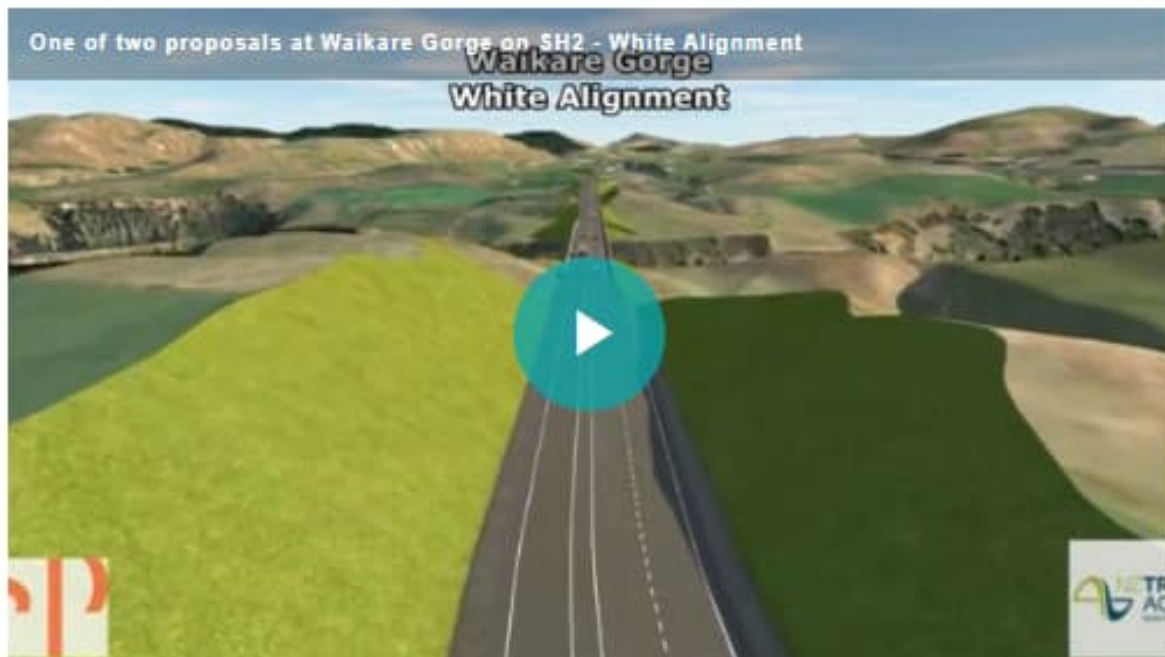 One of two proposals at Waikare Gorge on SH2 - White Alignment
Waikare Gorge
White Alignment